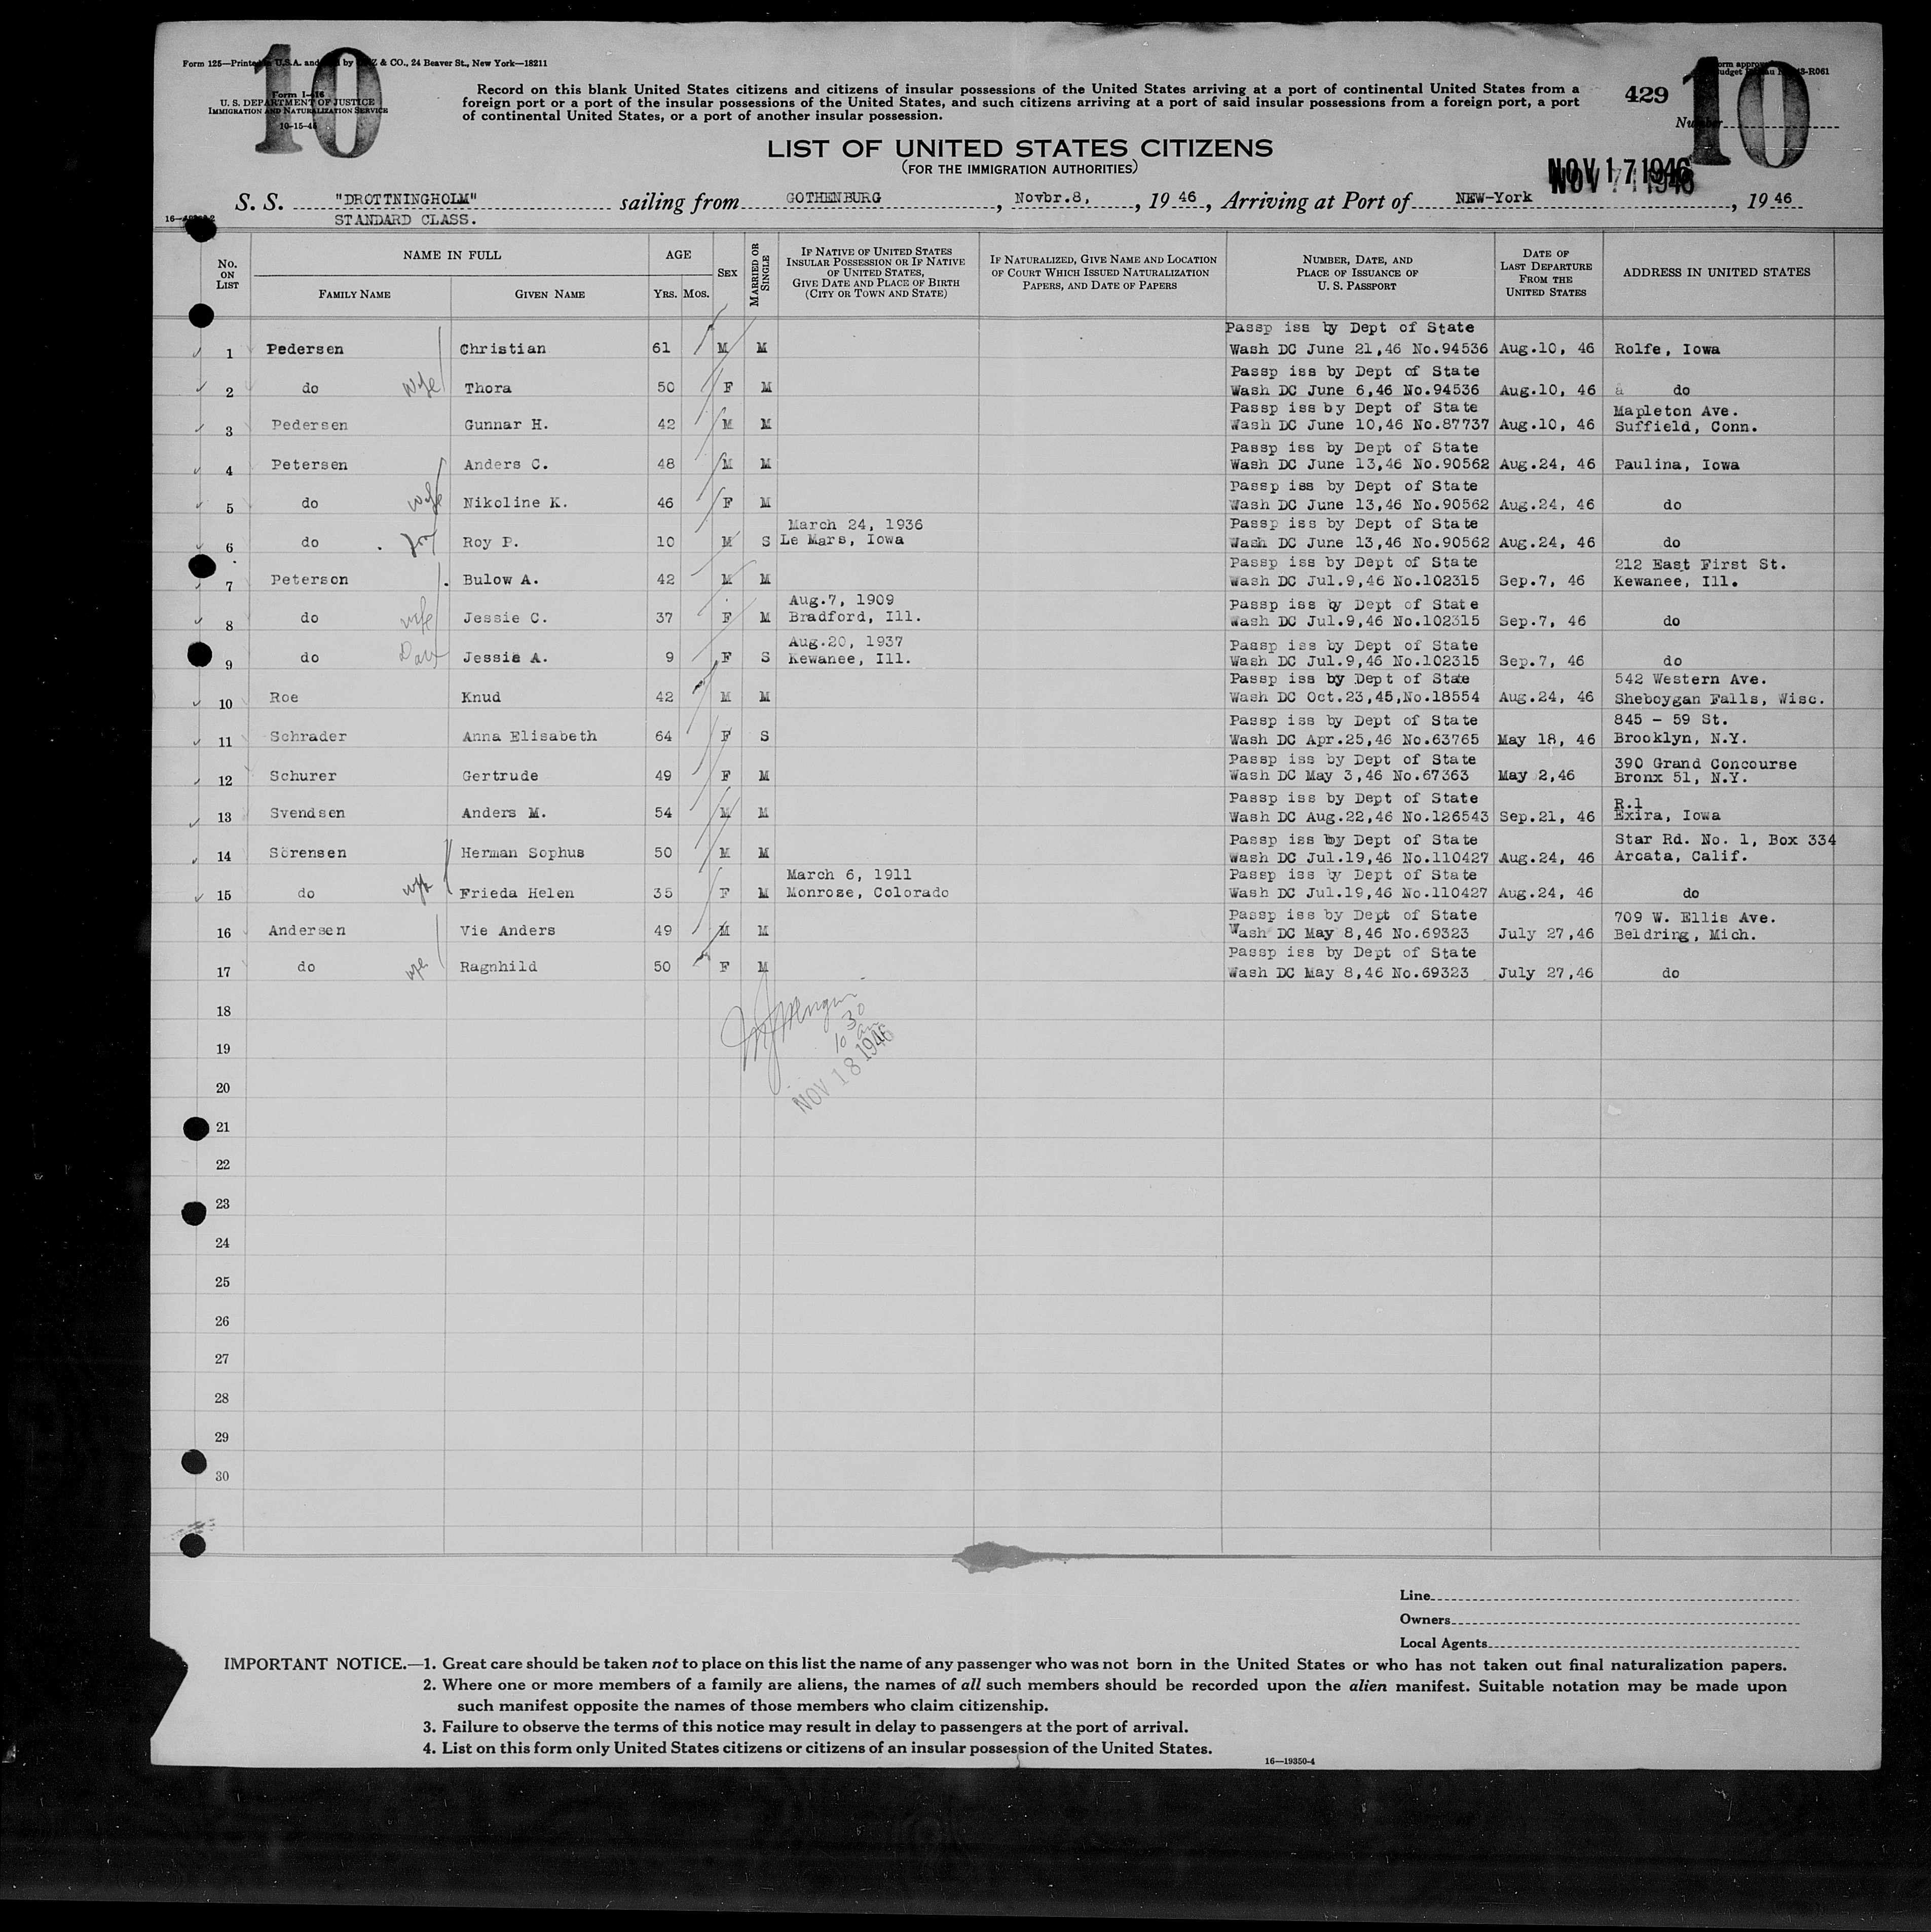 Form 125—Printed in U.S.A. and by & CO., 24 Beaver St., New York—18211
10
10
Form I-416
U. S. DEPARTMENT OF JUSTICE
IMMIGRATION AND NATURALIZATION SERVICE
10-15-4
Record on this blank United States citizens and citizens of insular possessions of the United States arriving at a port of continental United States from a
foreign port or a port of the insular possessions of the United States, and such citizens arriving at a port of said insular possessions from a foreign port, a port
of continental United States, or a port of another insular possession.
429
Number
LIST OF UNITED STATES CITIZENS
(FOR THE IMMIGRATION AUTHORITIES)
NOV 17 1946
S. S. "DROTTNINGHOLM" sailing from GOTHENBURG, Novbr.8, , 1946, Arriving at Port of NEW-York, 1946
STANDARD CLASS.
No. ON LIST
NAME IN FULL
FAMILY NAME
GIVEN NAME
AGE
YRS. MOS.
SEX
MARRIED OR SINGLE
IF NATIVE OF UNITED STATES INSULAR POSSESSION OR IF NATIVE OF UNITED STATES, GIVE DATE AND PLACE OF BIRTH (CITY OR TOWN AND STATE)
IF NATURALIZED, GIVE NAME AND LOCATION OF COURT WHICH ISSUED NATURALIZATION PAPERS, AND DATE OF PAPERS
NUMBER, DATE, AND PLACE OF ISSUANCE OF U. S. PASSPORT
DATE OF LAST DEPARTURE FROM THE UNITED STATES
ADDRESS IN UNITED STATES
Passp iss by Dept of State
1 Pedersen Christian 61 M M Wash DC June 21,46 No.94536 Aug.10, 46 Rolfe, Iowa
Passp iss by Dept of State
2 do wife Thora 50 F M Wash DC June 6,46 No.94536 Aug.10, 46 a do
Passp iss by Dept of State Mapleton Ave.
3 Pedersen Gunnar H. 42 M M Wash DC June 10,46 No.87737 Aug.10, 46 Suffield, Conn.
Passp iss by Dept of State
4 Petersen Anders C. 48 M M Wash DC June 13,46 No.90562 Aug.24, 46 Paulina, Iowa
Passp iss by Dept of State
5 do wife Nikoline K. 46 F M Wash DC June 13,46 No.90562 Aug.24, 46 do
March 24, 1936 Passp iss by Dept of State
6 do Roy P. 10 M S Le Mars, Iowa Wash DC June 13,46 No.90562 Aug.24, 46 do
Passp iss by Dept of State 212 East First St.
7 Peterson Bulow A. 42 M M Wash DC Jul.9,46 No.102315 Sep.7, 46 Kewanee, Ill.
Aug.7, 1909 Passp iss by Dept of State
8 do wife Jessie C. 37 F M Bradford, Ill. Wash DC Jul.9,46 No.102315 Sep.7, 46 do
Aug.20, 1937 Passp iss by Dept of State
9 do Dau Jessie A. 9 F S Kewanee, Ill. Wash DC Jul.9,46 No.102315 Sep.7, 46 do
Passp iss by Dept of State 542 Western Ave.
10 Roe Knud 42 M M Wash DC Oct.23,45,No.18554 Aug.24, 46 Sheboygan Falls, Wisc.
Passp iss by Dept of State 845 - 59 St.
11 Schrader Anna Elisabeth 64 F S Wash DC Apr.25,46 No.63765 May 18, 46 Brooklyn, N.Y.
Passp iss by Dept of State 390 Grand Concourse
12 Schurer Gertrude 49 F M Wash DC May 3,46 No.67363 May 2,46 Bronx 51, N.Y.
Passp iss by Dept of State R.1
13 Svendsen Anders M. 54 M M Wash DC Aug.22,46 No.126543 Sep.21, 46 Exira, Iowa
Passp iss by Dept of State Star Rd. No. 1, Box 334
14 Sörensen Herman Sophus 50 M M Wash DC Jul.19,46 No.110427 Aug.24, 46 Arcata, Calif.
March 6, 1911 Passp iss by Dept of State
15 do wife Frieda Helen 35 F M Monrose, Colorado Wash DC Jul.19,46 No.110427 Aug.24, 46 do
Passp iss by Dept of State 709 W. Ellis Ave.
16 Andersen Vie Anders 49 M M Wash DC May 8,46 No.69323 July 27,46 Beldring, Mich.
Passp iss by Dept of State
17 do wife Ragnhild 50 F M Wash DC May 8,46 No.69323 July 27,46 do
18
10 30 am
19
NOV 18 1946
20
21
22
23
24
25
26
27
28
29
30
Line
Owners
Local Agents
IMPORTANT NOTICE.—1. Great care should be taken not to place on this list the name of any passenger who was not born in the United States or who has not taken out final naturalization papers.
2. Where one or more members of a family are aliens, the names of all such members should be recorded upon the alien manifest. Suitable notation may be made upon
such manifest opposite the names of those members who claim citizenship.
3. Failure to observe the terms of this notice may result in delay to passengers at the port of arrival.
4. List on this form only United States citizens or citizens of an insular possession of the United States.
16—19350-4